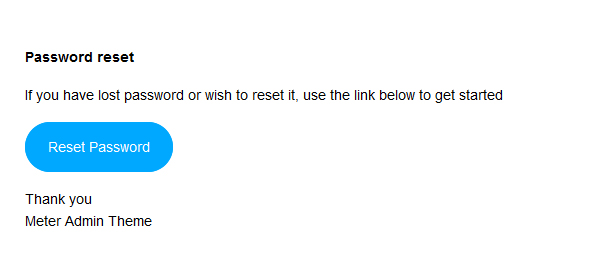 Password reset
If you have lost password or wish to reset it, use the link below to get started
Reset Password
Thank you
Meter Admin Theme